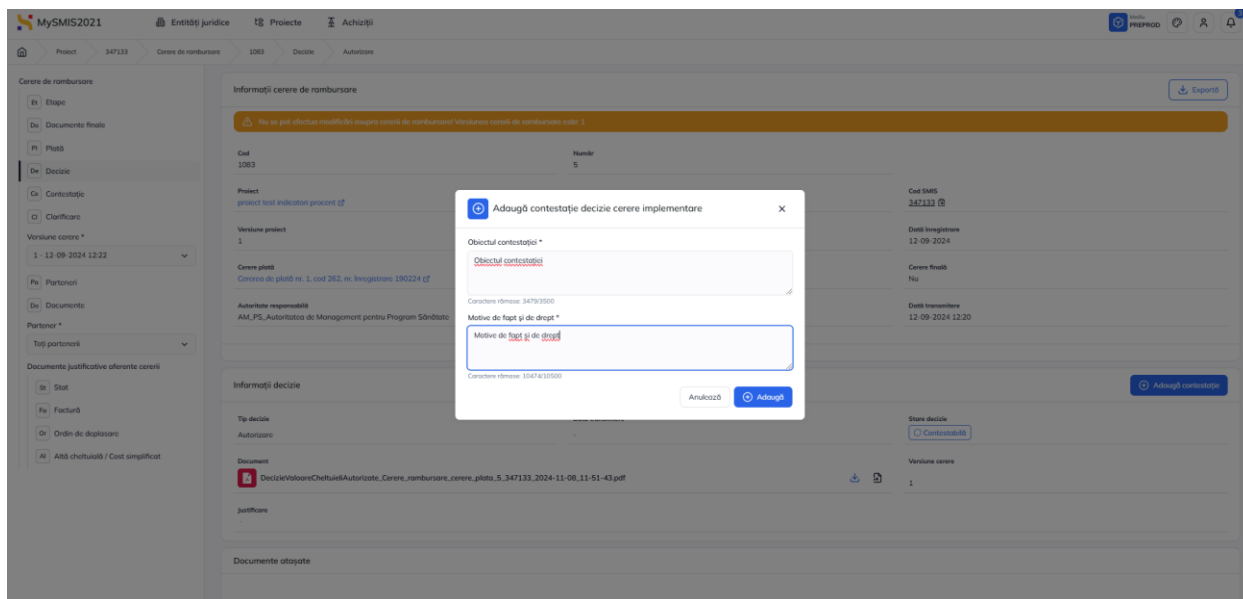 MySMIS2021
Entități juridice
Proiecte
Achiziții
Mediu
PREPROD
Proiect
347133
Cerere de rambursare
1083
Decizie
Autorizare
Cerere de rambursare
Et Etape
Do Documente finale
Pl Plată
De Decizie
Co Contestație
Cl Clarificare
Versiune cerere *
1 - 12-09-2024 12:22
Pa Parteneri
Do Documente
Partener *
Toți partenerii
Documente justificative aferente cererii
St Stat
Fa Factură
Or Ordin de deplasare
Al Altă cheltuială / Cost simplificat
Informații cerere de rambursare
Exportă
Nu se pot efectua modificări asupra cererii de rambursare! Versiunea cererii de rambursare este: 1
Cod
1083
Număr
5
Proiect
proiect test indicatori procent
Cod SMIS
347133
Versiune proiect
1
Dată înregistrare
12-09-2024
Cerere plată
Cererea de plată nr. 1, cod 262, nr. înregistrare 190224
Cerere finală
Nu
Autoritate responsabilă
AM_PS_Autoritatea de Management pentru Program Sănătate
Dată transmitere
12-09-2024 12:20
Adaugă contestație decizie cerere implementare
Obiectul contestației *
Obiectul contestației
Caractere rămase: 3479/3500
Motive de fapt și de drept *
Motive de fapt și de drept
Caractere rămase: 10474/10500
Anulează
Adaugă
Informații decizie
Adaugă contestație
Tip decizie
Autorizare
-
Stare decizie
Contestabilă
Document
DecizieValoareCheltuieliAutorizate_Cerere_rambursare_cerere_plata_5_347133_2024-11-08_11-51-43.pdf
Versiune cerere
1
Justificare
-
Documente atașate